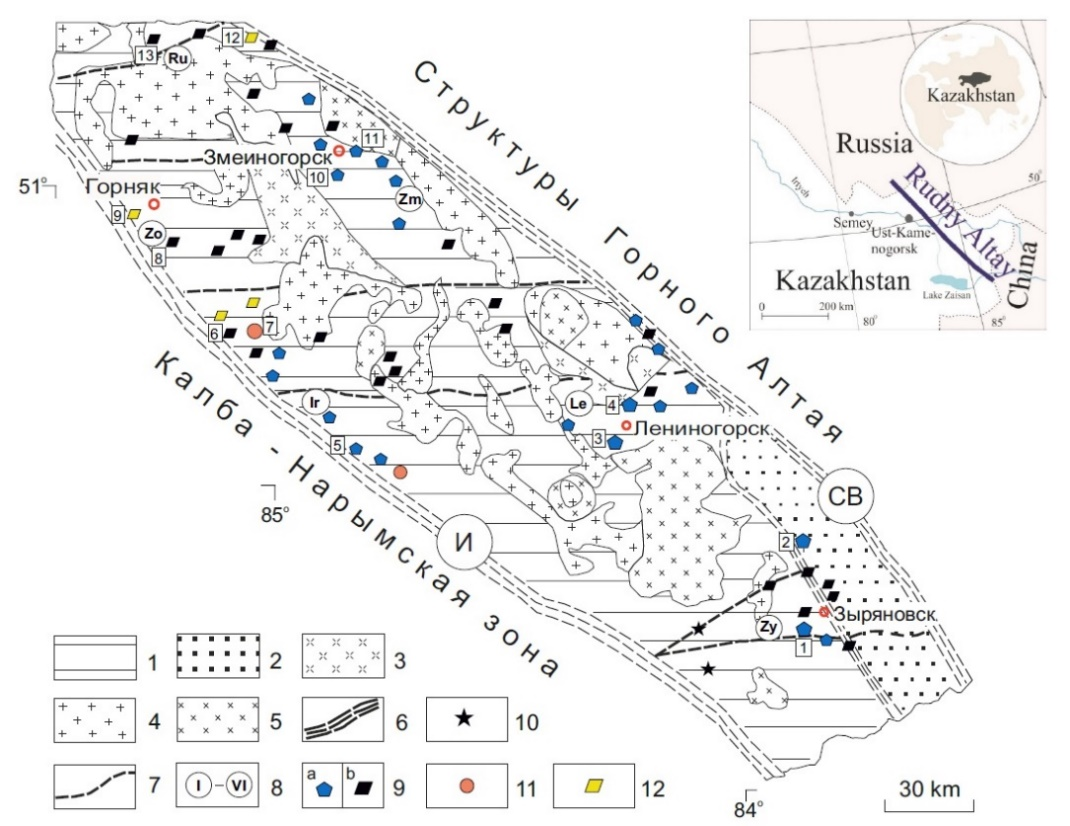 12
13
Ru
11
Змеиногорск
10
51°
Горняк
Zm
9
Zo
8
6
7
Ir
5
Le
4
Лениногорск
3
2
Зыряновск
Zy
1
Структуры Горного Алтая
Калба - Нарымская зона
СВ
И
85°
84°
30 km
1
2
3
4
5
6
10
7
I - VI
8
a
b
9
11
12
Kazakhstan
Russia
50°
Irtych
Rudny Altay
Semey
Ust-Kame-
nogorsk
Kazakhstan
Lake Zaisan
China
0
200 km
80°
85°